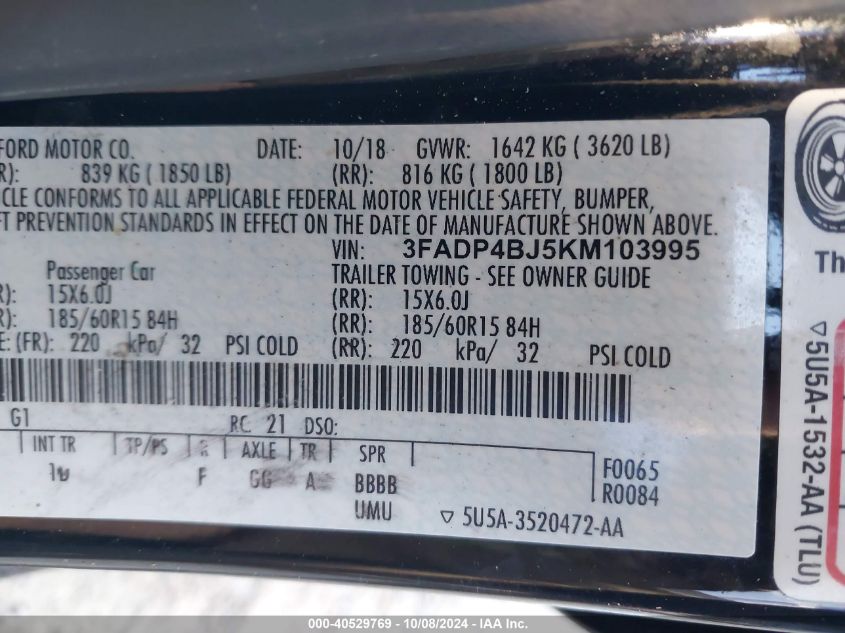 FORD MOTOR CO. DATE: 10/18 GVWR: 1642 KG ( 3620 LB)
R): 839 KG ( 1850 LB) (RR): 816 KG ( 1800 LB)
CLE CONFORMS TO ALL APPLICABLE FEDERAL MOTOR VEHICLE SAFETY, BUMPER,
FT PREVENTION STANDARDS IN EFFECT ON THE DATE OF MANUFACTURE SHOWN ABOVE.
VIN: 3FADP4BJ5KM103995
Passenger Car TRAILER TOWING - SEE OWNER GUIDE
R): 15X6.0J (RR): 15X6.0J
R): 185/60R15 84H (RR): 185/60R15 84H
E: (FR): 220 kPa/ 32 PSI COLD (RR): 220 kPa/ 32 PSI COLD
G1 RC: 21 DSO:
INT TR TP/PS R AXLE TR SPR
F GG A BBBB
UMU
F0065
R0084
▽ 5U5A-3520472-AA
Th
▽5U5A-1532-AA (TLU)
000-40529769 - 10/08/2024 - IAA Inc.